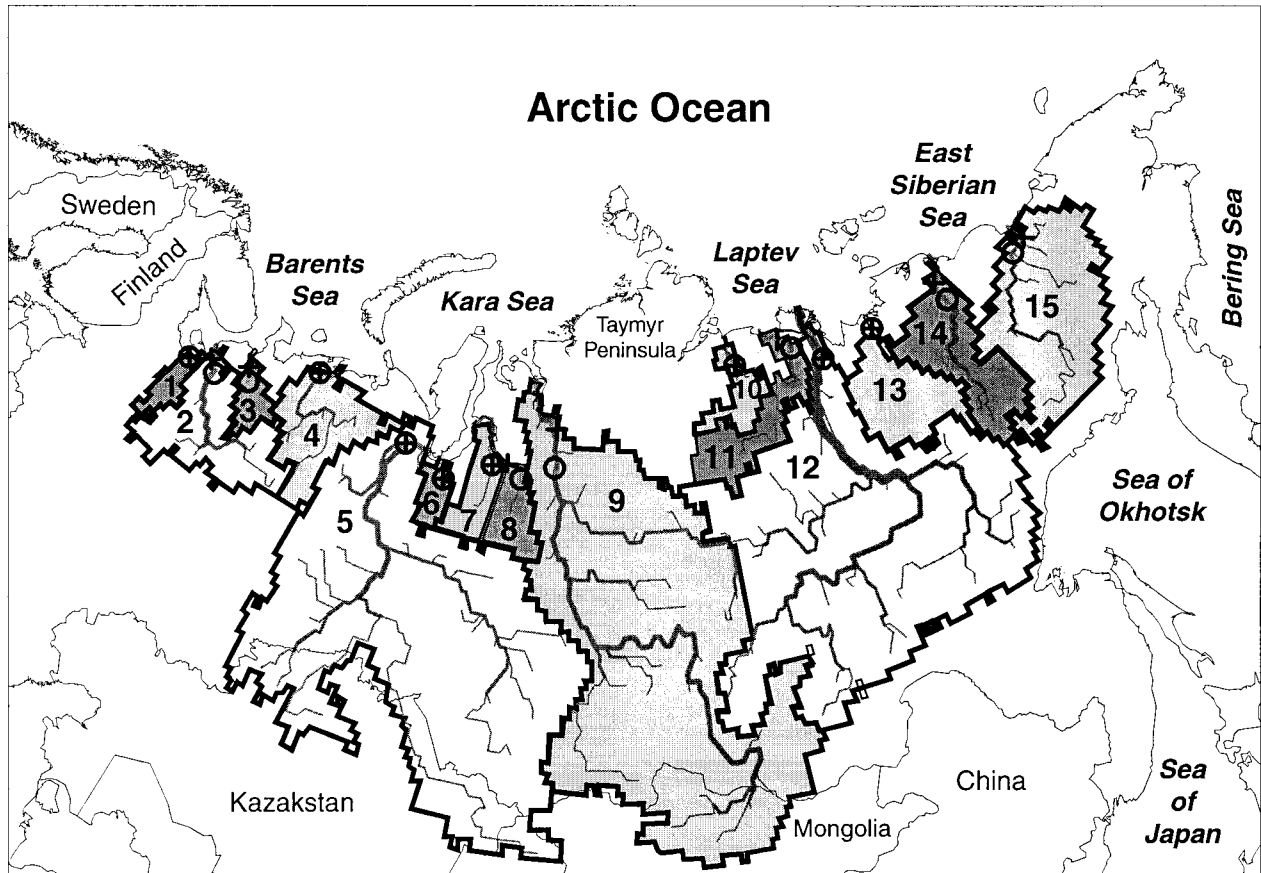 Arctic Ocean
East
Siberian
Sea
Sweden
Finland
Barents
Sea
Kara Sea
Laptev
Sea
Bering Sea
Taymyr
Peninsula
1
2
3
4
5
6
7
8
9
10
11
12
13
14
15
Sea of
Okhotsk
Kazakstan
Mongolia
China
Sea
of
Japan